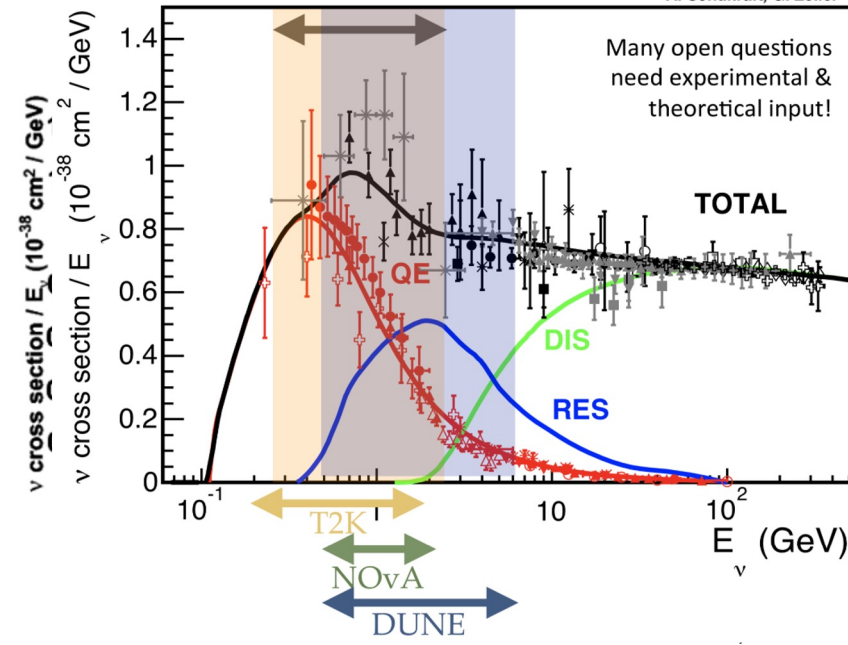 Many open questions
need experimental &
theoretical input!
ν cross section / Eν (10-38 cm2 / GeV)
ν cross section / Eν (10-38 cm2 / GeV)
1.4
1.2
1
0.8
0.6
0.4
0.2
0
TOTAL
QE
DIS
RES
10-1
10
102
Eν (GeV)
T2K
NOvA
DUNE